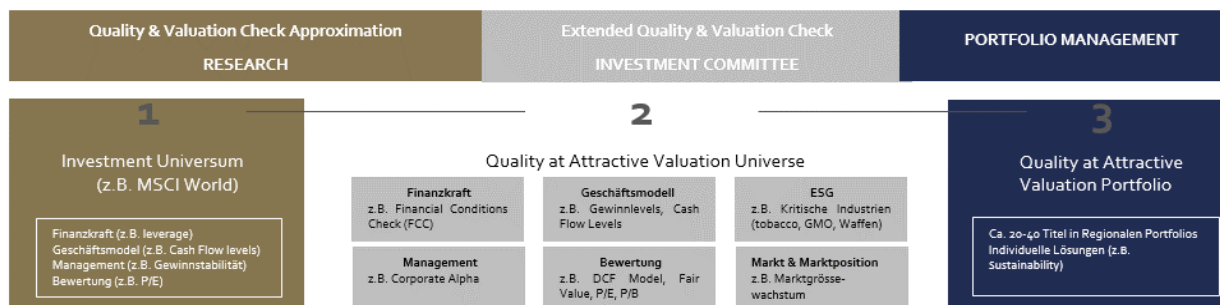 Quality & Valuation Check Approximation
RESEARCH
Extended Quality & Valuation Check
INVESTMENT COMMITTEE
PORTFOLIO MANAGEMENT
1
Investment Universum
(z.B. MSCI World)
Finanzkraft (z.B. leverage)
Geschäftsmodel (z.B. Cash Flow levels)
Management (z.B. Gewinnstabilität)
Bewertung (z.B. P/E)
2
Quality at Attractive Valuation Universe
Finanzkraft
z.B. Financial Conditions
Check (FCC)
Geschäftsmodell
z.B. Gewinnlevels, Cash
Flow Levels
ESG
z.B. Kritische Industrien
(tobacco, GMO, Waffen)
Management
z.B. Corporate Alpha
Bewertung
z.B. DCF Model, Fair
Value, P/E, P/B
Markt & Marktposition
z.B. Marktgrösse-
wachstum
3
Quality at Attractive
Valuation Portfolio
Ca. 20-40 Titel in Regionalen Portfolios
Individuelle Lösungen (z.B.
Sustainability)